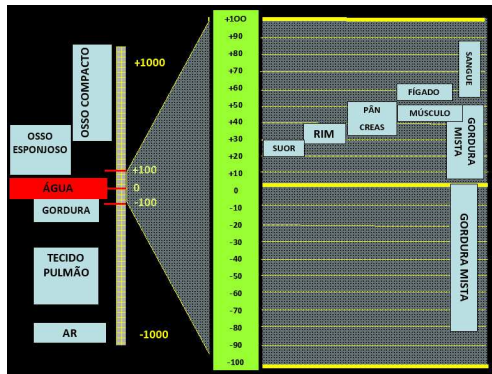 OSSO COMPACTO
+1000
OSSO
ESPONJOSO
+100
ÁGUA
0
-100
GORDURA
TECIDO
PULMÃO
AR
-1000
+100
+90
+80
+70
+60
+50
+40
+30
+20
+10
0
-10
-20
-30
-40
-50
-60
-70
-80
-90
-100
SANGUE
FÍGADO
PÂN
CREAS
MÚSCULO
GORDURA
MISTA
RIM
SUOR
GORDURA MISTA